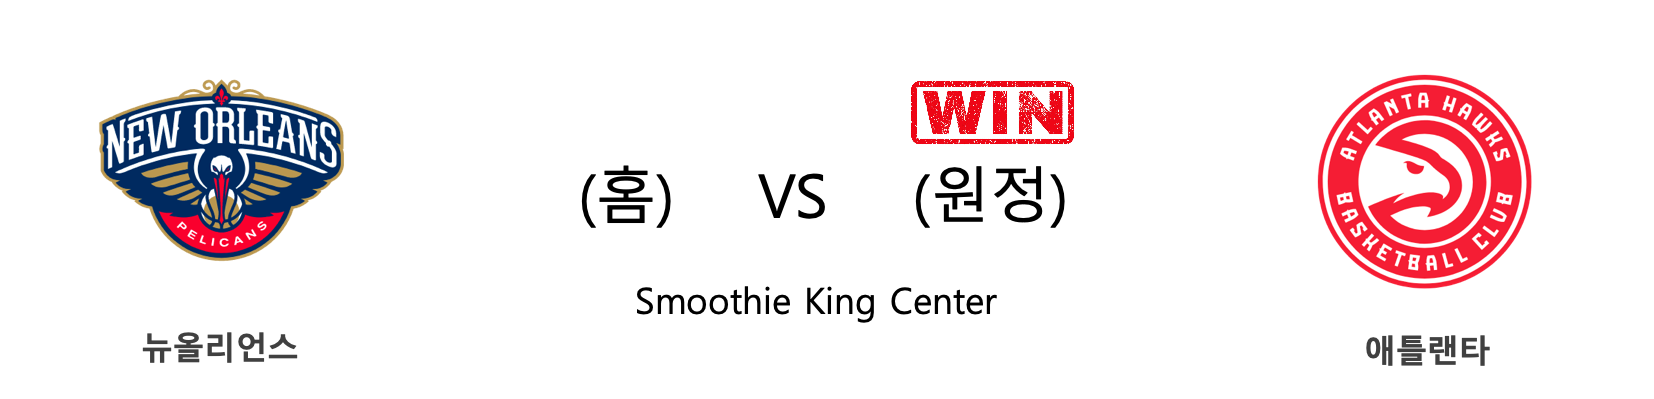 NEW ORLEANS
PELICANS
뉴올리언스
WIN
(홈) VS (원정)
Smoothie King Center
ATLANTA HAWKS
BASKETBALL CLUB
애틀랜타